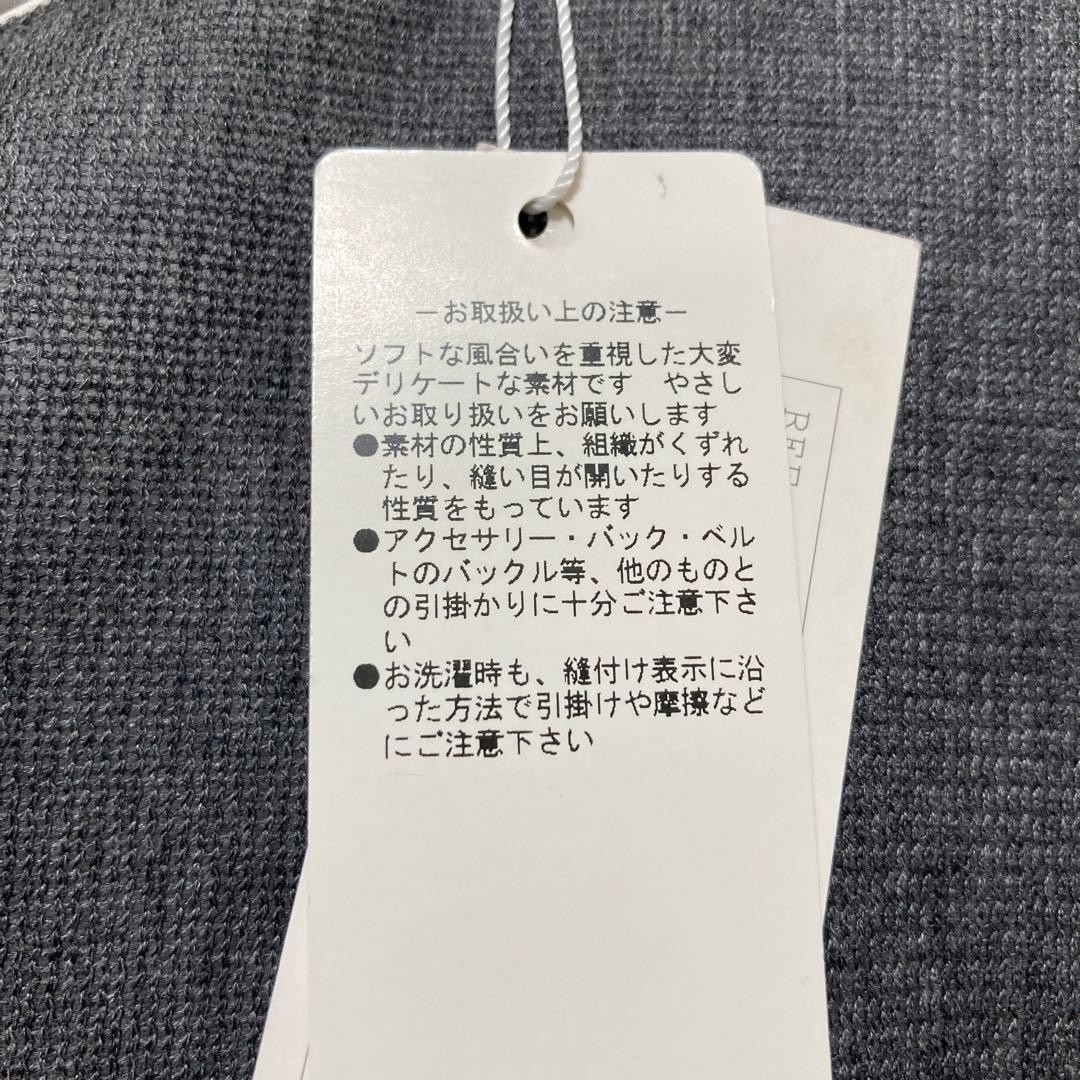 －お取扱い上の注意－
ソフトな風合いを重視した大変
デリケートな素材です　やさし
いお取り扱いをお願いします
●素材の性質上、組織がくずれ
たり、縫い目が開いたりする
性質をもっています
●アクセサリー・バック・ベル
トのバックル等、他のものと
の引掛かりに十分ご注意下さ
い
●お洗濯時も、縫付け表示に沿
った方法で引掛けや摩擦など
にご注意下さい